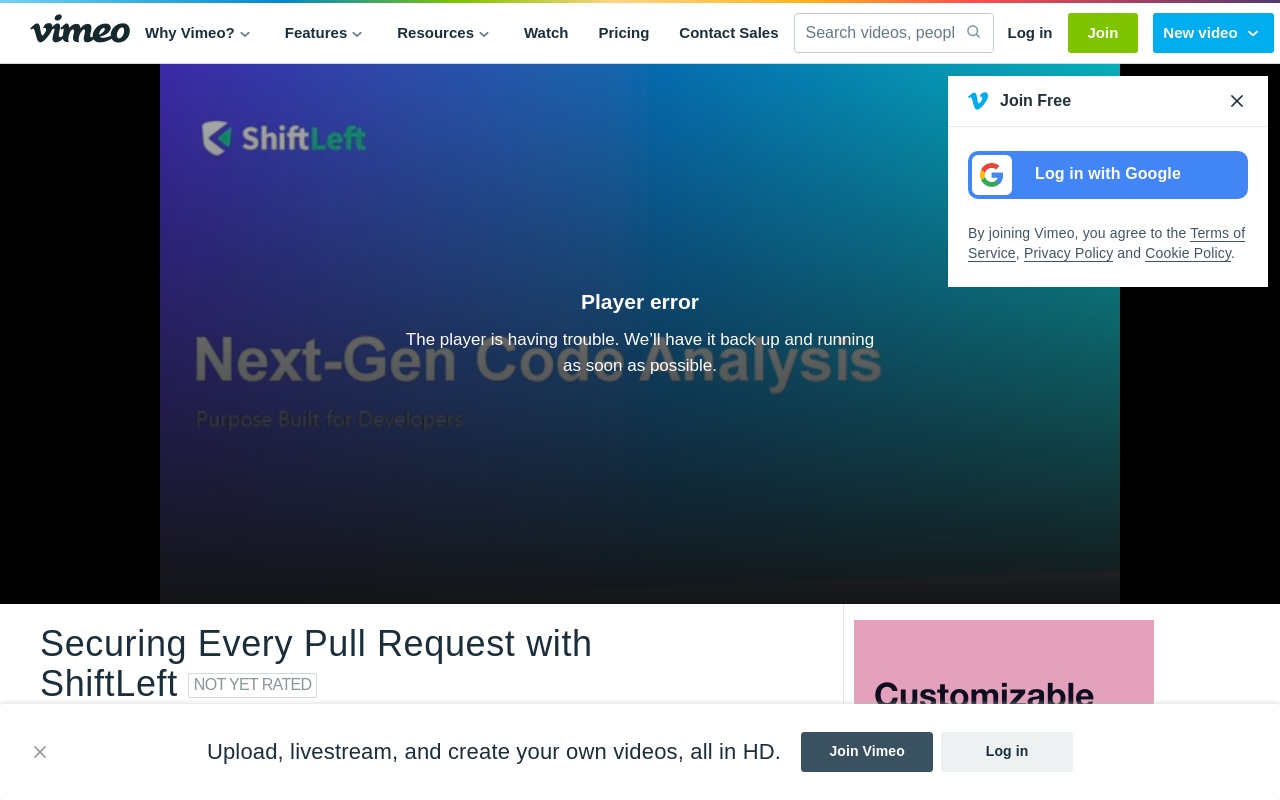 vimeo
Why Vimeo?
Features
Resources
Watch
Pricing
Contact Sales
Search videos, peopl
Log in
Join
New video
Join Free
Log in with Google
By joining Vimeo, you agree to the Terms of
Service, Privacy Policy and Cookie Policy.
ShiftLeft
Player error
The player is having trouble. We’ll have it back up and running
as soon as possible.
Next-Gen Code Analysis
Purpose Built for Developers
Securing Every Pull Request with
ShiftLeft NOT YET RATED
Customizable
Upload, livestream, and create your own videos, all in HD.
Join Vimeo
Log in